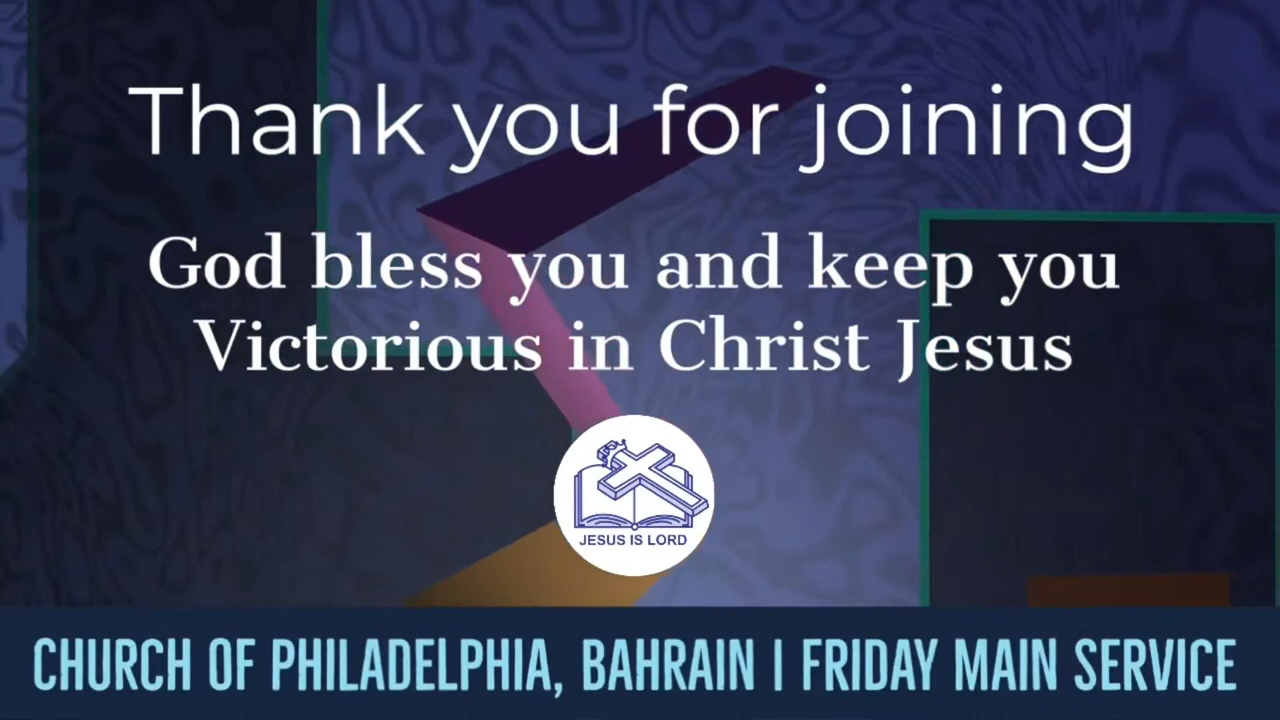 Thank you for joining
God bless you and keep you
Victorious in Christ Jesus
JESUS IS LORD
CHURCH OF PHILADELPHIA, BAHRAIN | FRIDAY MAIN SERVICE